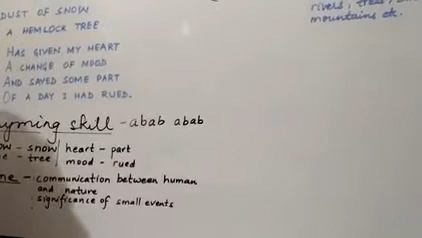 DUST OF SNOW
A HEMLOCK TREE
HAS GIVEN MY HEART
A CHANGE OF MOOD
AND SAVED SOME PART
OF A DAY I HAD RUED.
skill - abab abab
- snow heart - part
- tree mood - rued
- communication between human
and nature
: significance of small events
rivers, trees,
mountains etc.